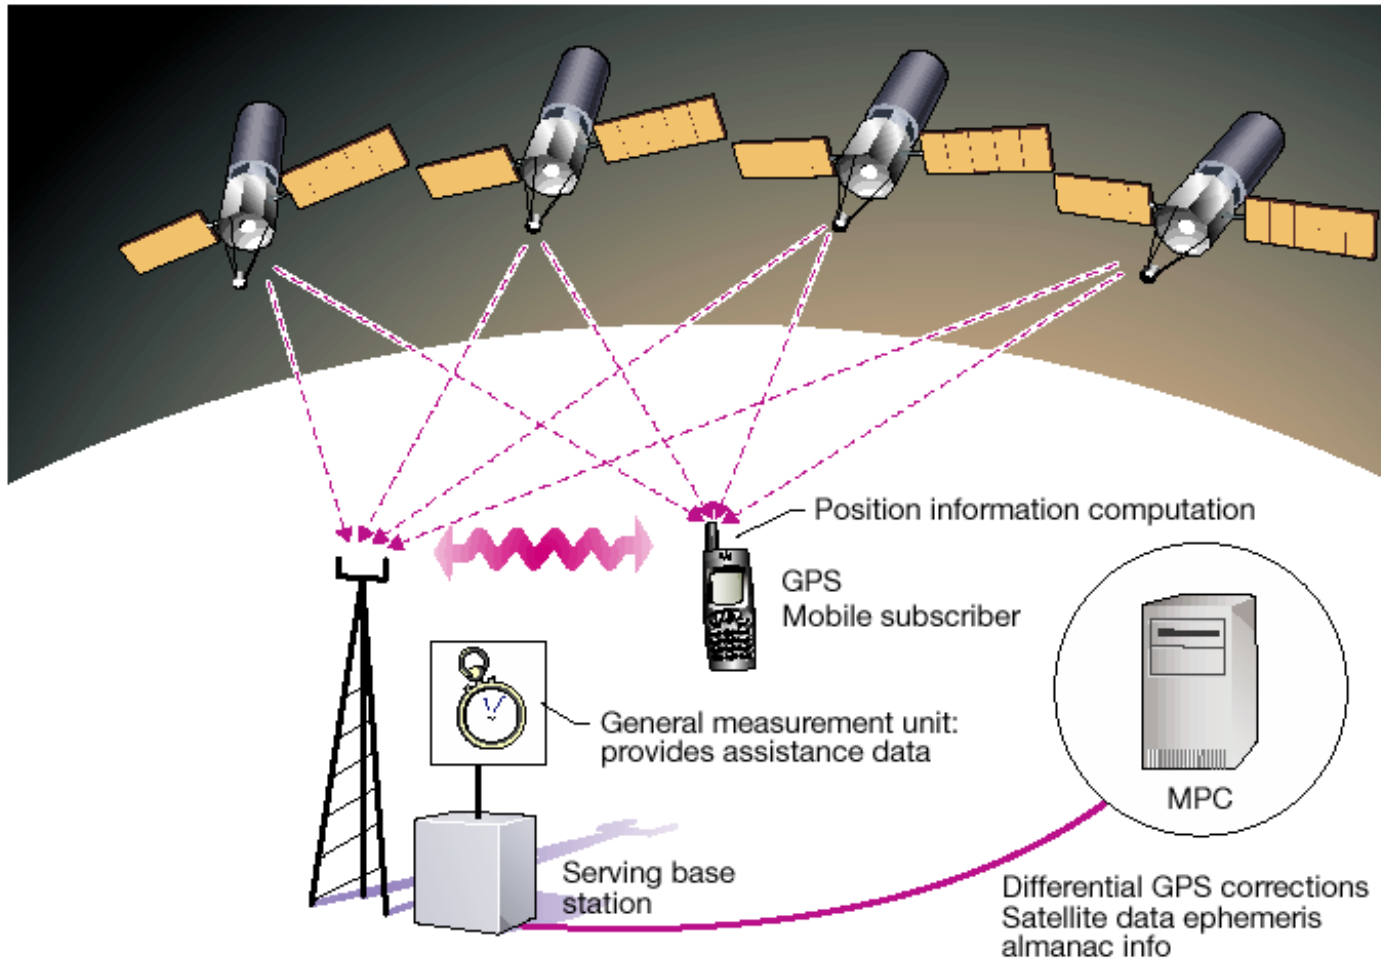 Position information computation
GPS
Mobile subscriber
General measurement unit:
provides assistance data
MPC
Serving base
station
Differential GPS corrections
Satellite data ephemeris
almanac info